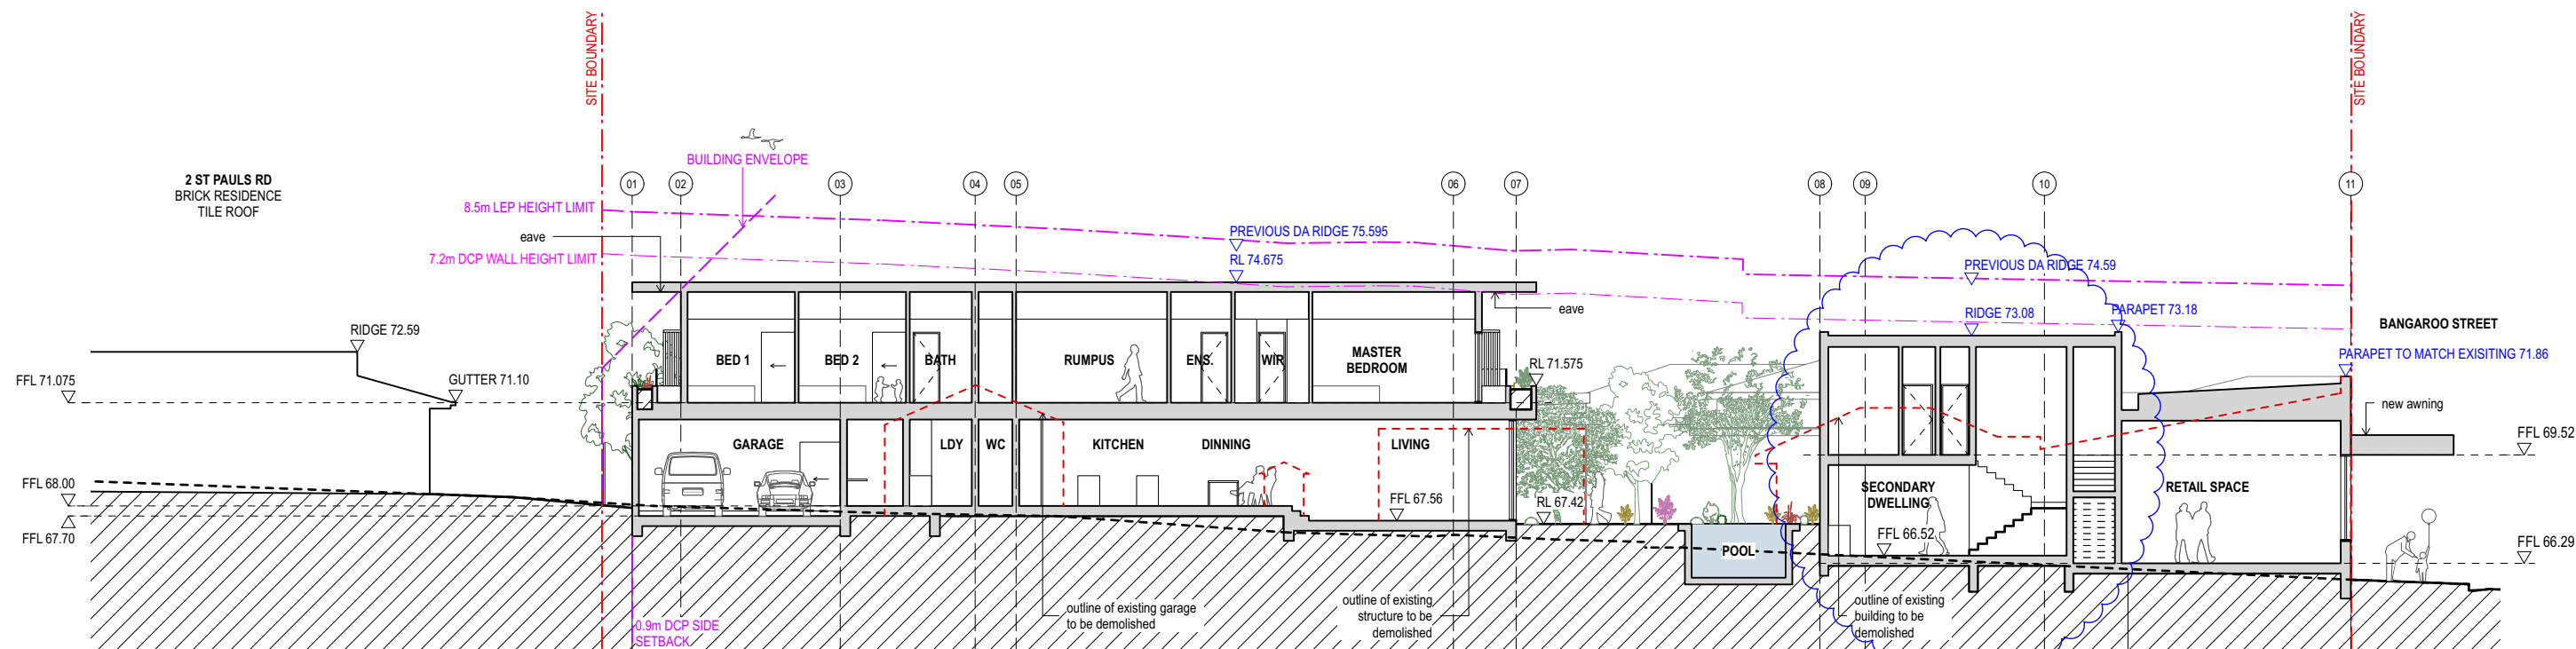 SITE BOUNDARY
SITE BOUNDARY
BUILDING ENVELOPE
2 ST PAULS RD
BRICK RESIDENCE
TILE ROOF
01
02
03
04
05
06
07
08
09
10
11
8.5m LEP HEIGHT LIMIT
eave
7.2m DCP WALL HEIGHT LIMIT
PREVIOUS DA RIDGE 75.595
RL 74.675
PREVIOUS DA RIDGE 74.59
eave
RIDGE 73.08
PARAPET 73.18
BANGAROO STREET
RIDGE 72.59
PARAPET TO MATCH EXISITING 71.86
FFL 71.075
GUTTER 71.10
BED 1
BED 2
BATH
RUMPUS
ENS.
WIR
MASTER
BEDROOM
RL 71.575
new awning
GARAGE
LDY
WC
KITCHEN
DINNING
LIVING
FFL 69.52
FFL 68.00
FFL 67.56
RL 67.42
SECONDARY
DWELLING
RETAIL SPACE
FFL 67.70
POOL
FFL 66.52
FFL 66.29
0.9m DCP SIDE
SETBACK
outline of existing garage
to be demolished
outline of existing
structure to be
demolished
outline of existing
building to be
demolished